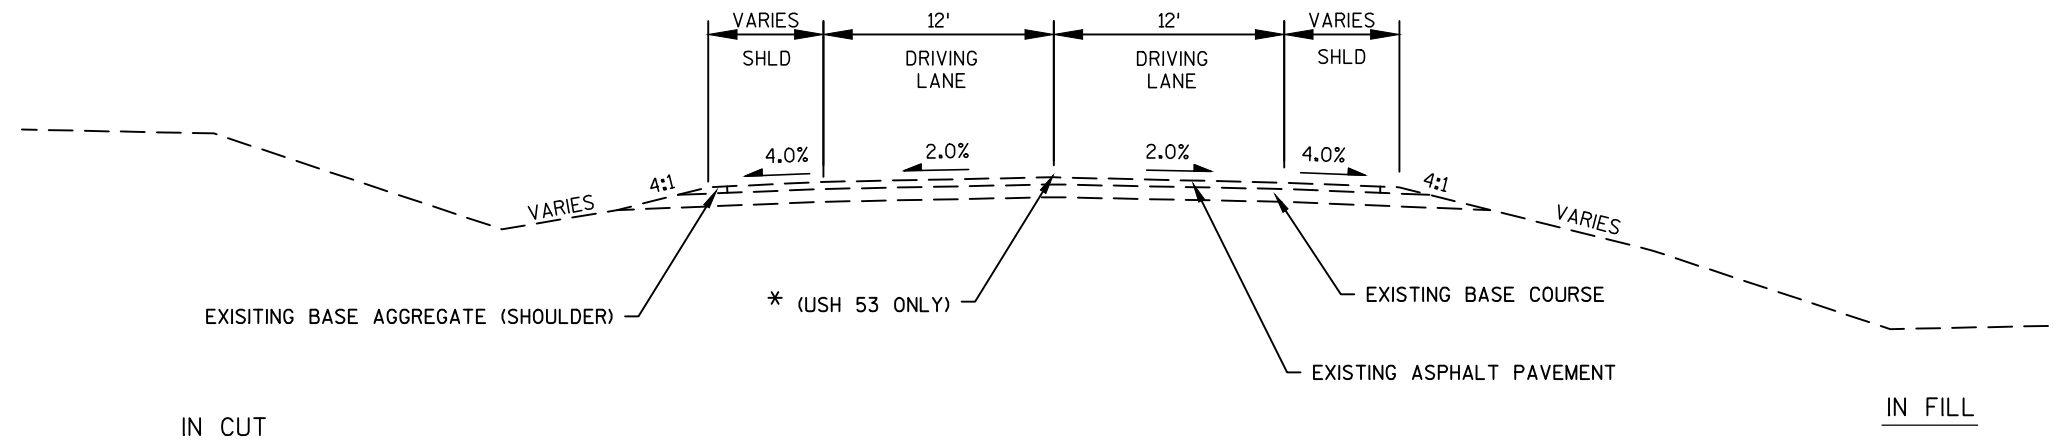 VARIES 12' 12' VARIES
SHLD DRIVING DRIVING SHLD
LANE LANE
4.0% 2.0% 2.0% 4.0%
4:1 4:1
VARIES VARIES
EXISITING BASE AGGREGATE (SHOULDER) * (USH 53 ONLY) EXISTING BASE COURSE
EXISTING ASPHALT PAVEMENT
IN CUT IN FILL